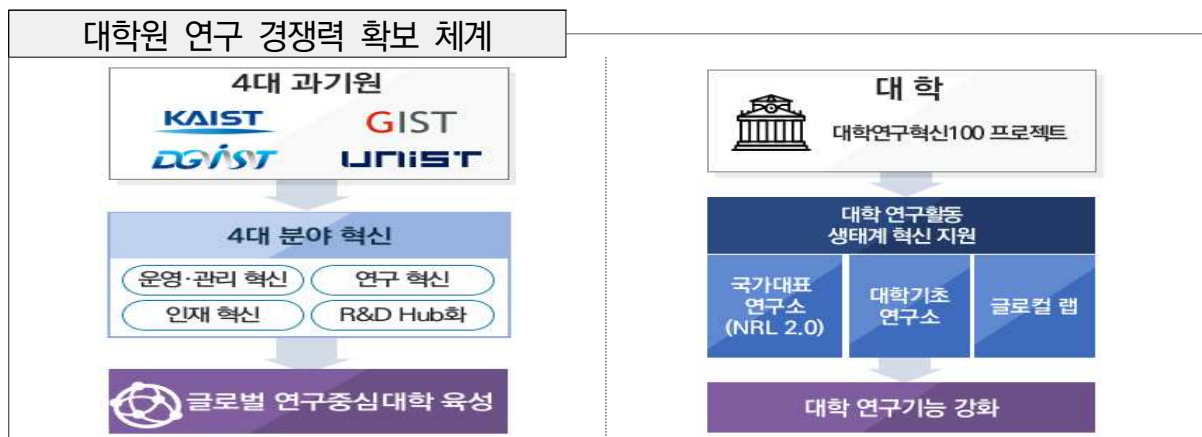 대학원 연구 경쟁력 확보 체계
4대 과기원
KAIST GIST
DGIST UNIST
4대 분야 혁신
운영·관리 혁신 연구 혁신
인재 혁신 R&D Hub화
글로벌 연구중심대학 육성
대 학
대학연구혁신100 프로젝트
대학 연구활동
생태계 혁신 지원
국가대표
연구소
(NRL 2.0)
대학기초
연구소
글로컬 랩
대학 연구기능 강화